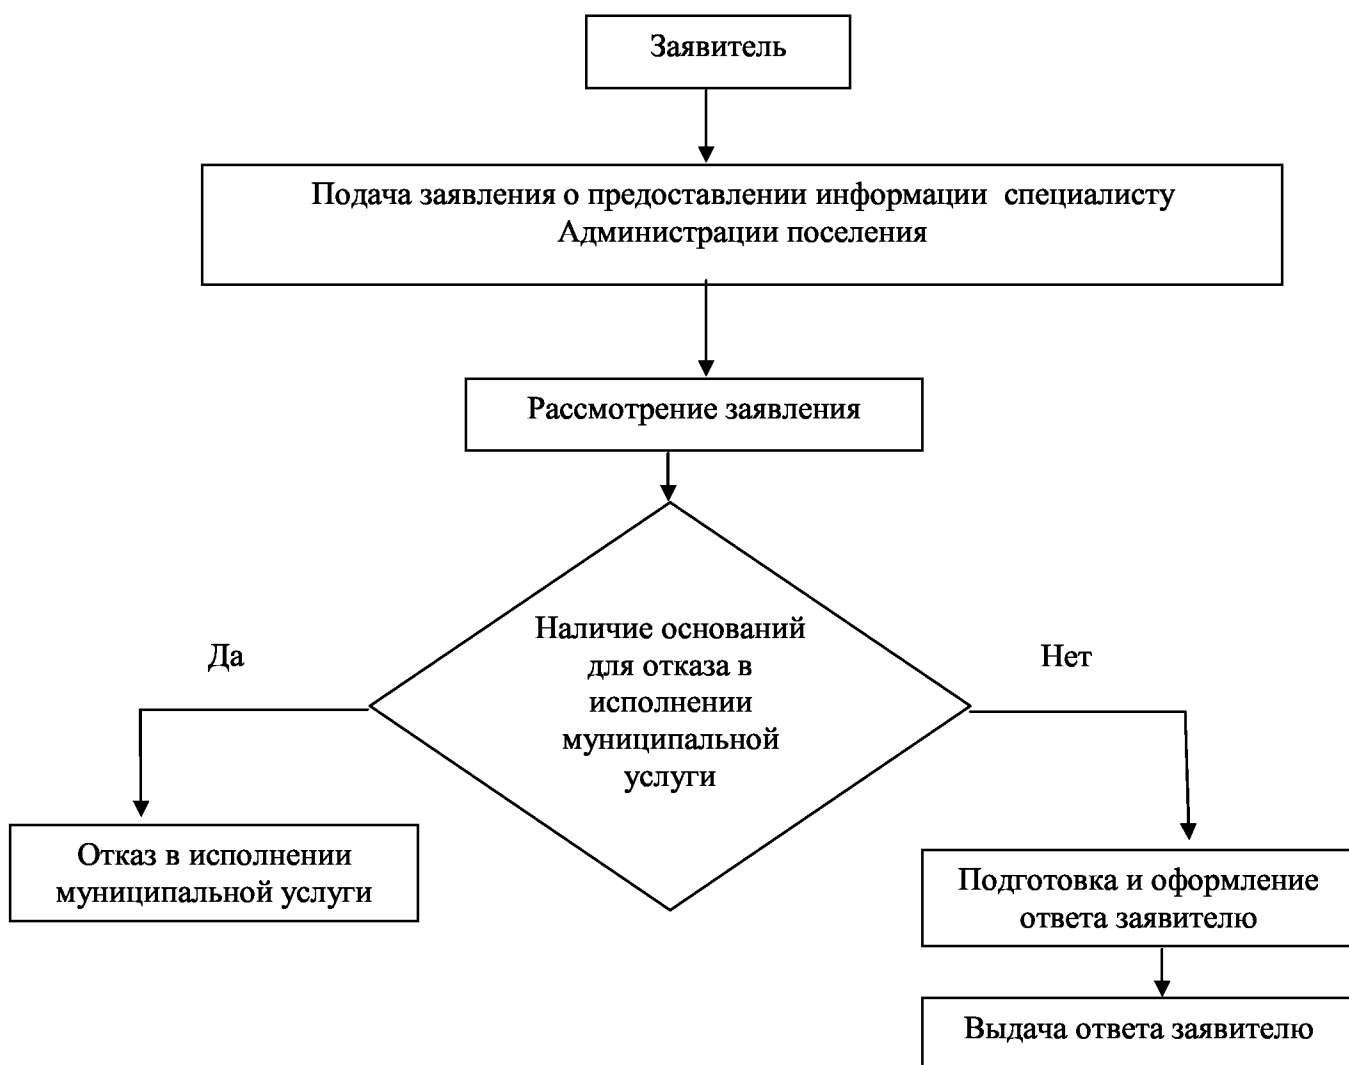 Заявитель
Подача заявления о предоставлении информации  специалисту
Администрации поселения
Рассмотрение заявления
Наличие оснований
для отказа в
исполнении
муниципальной
услуги
Да
Нет
Отказ в исполнении
муниципальной услуги
Подготовка и оформление
ответа заявителю
Выдача ответа заявителю